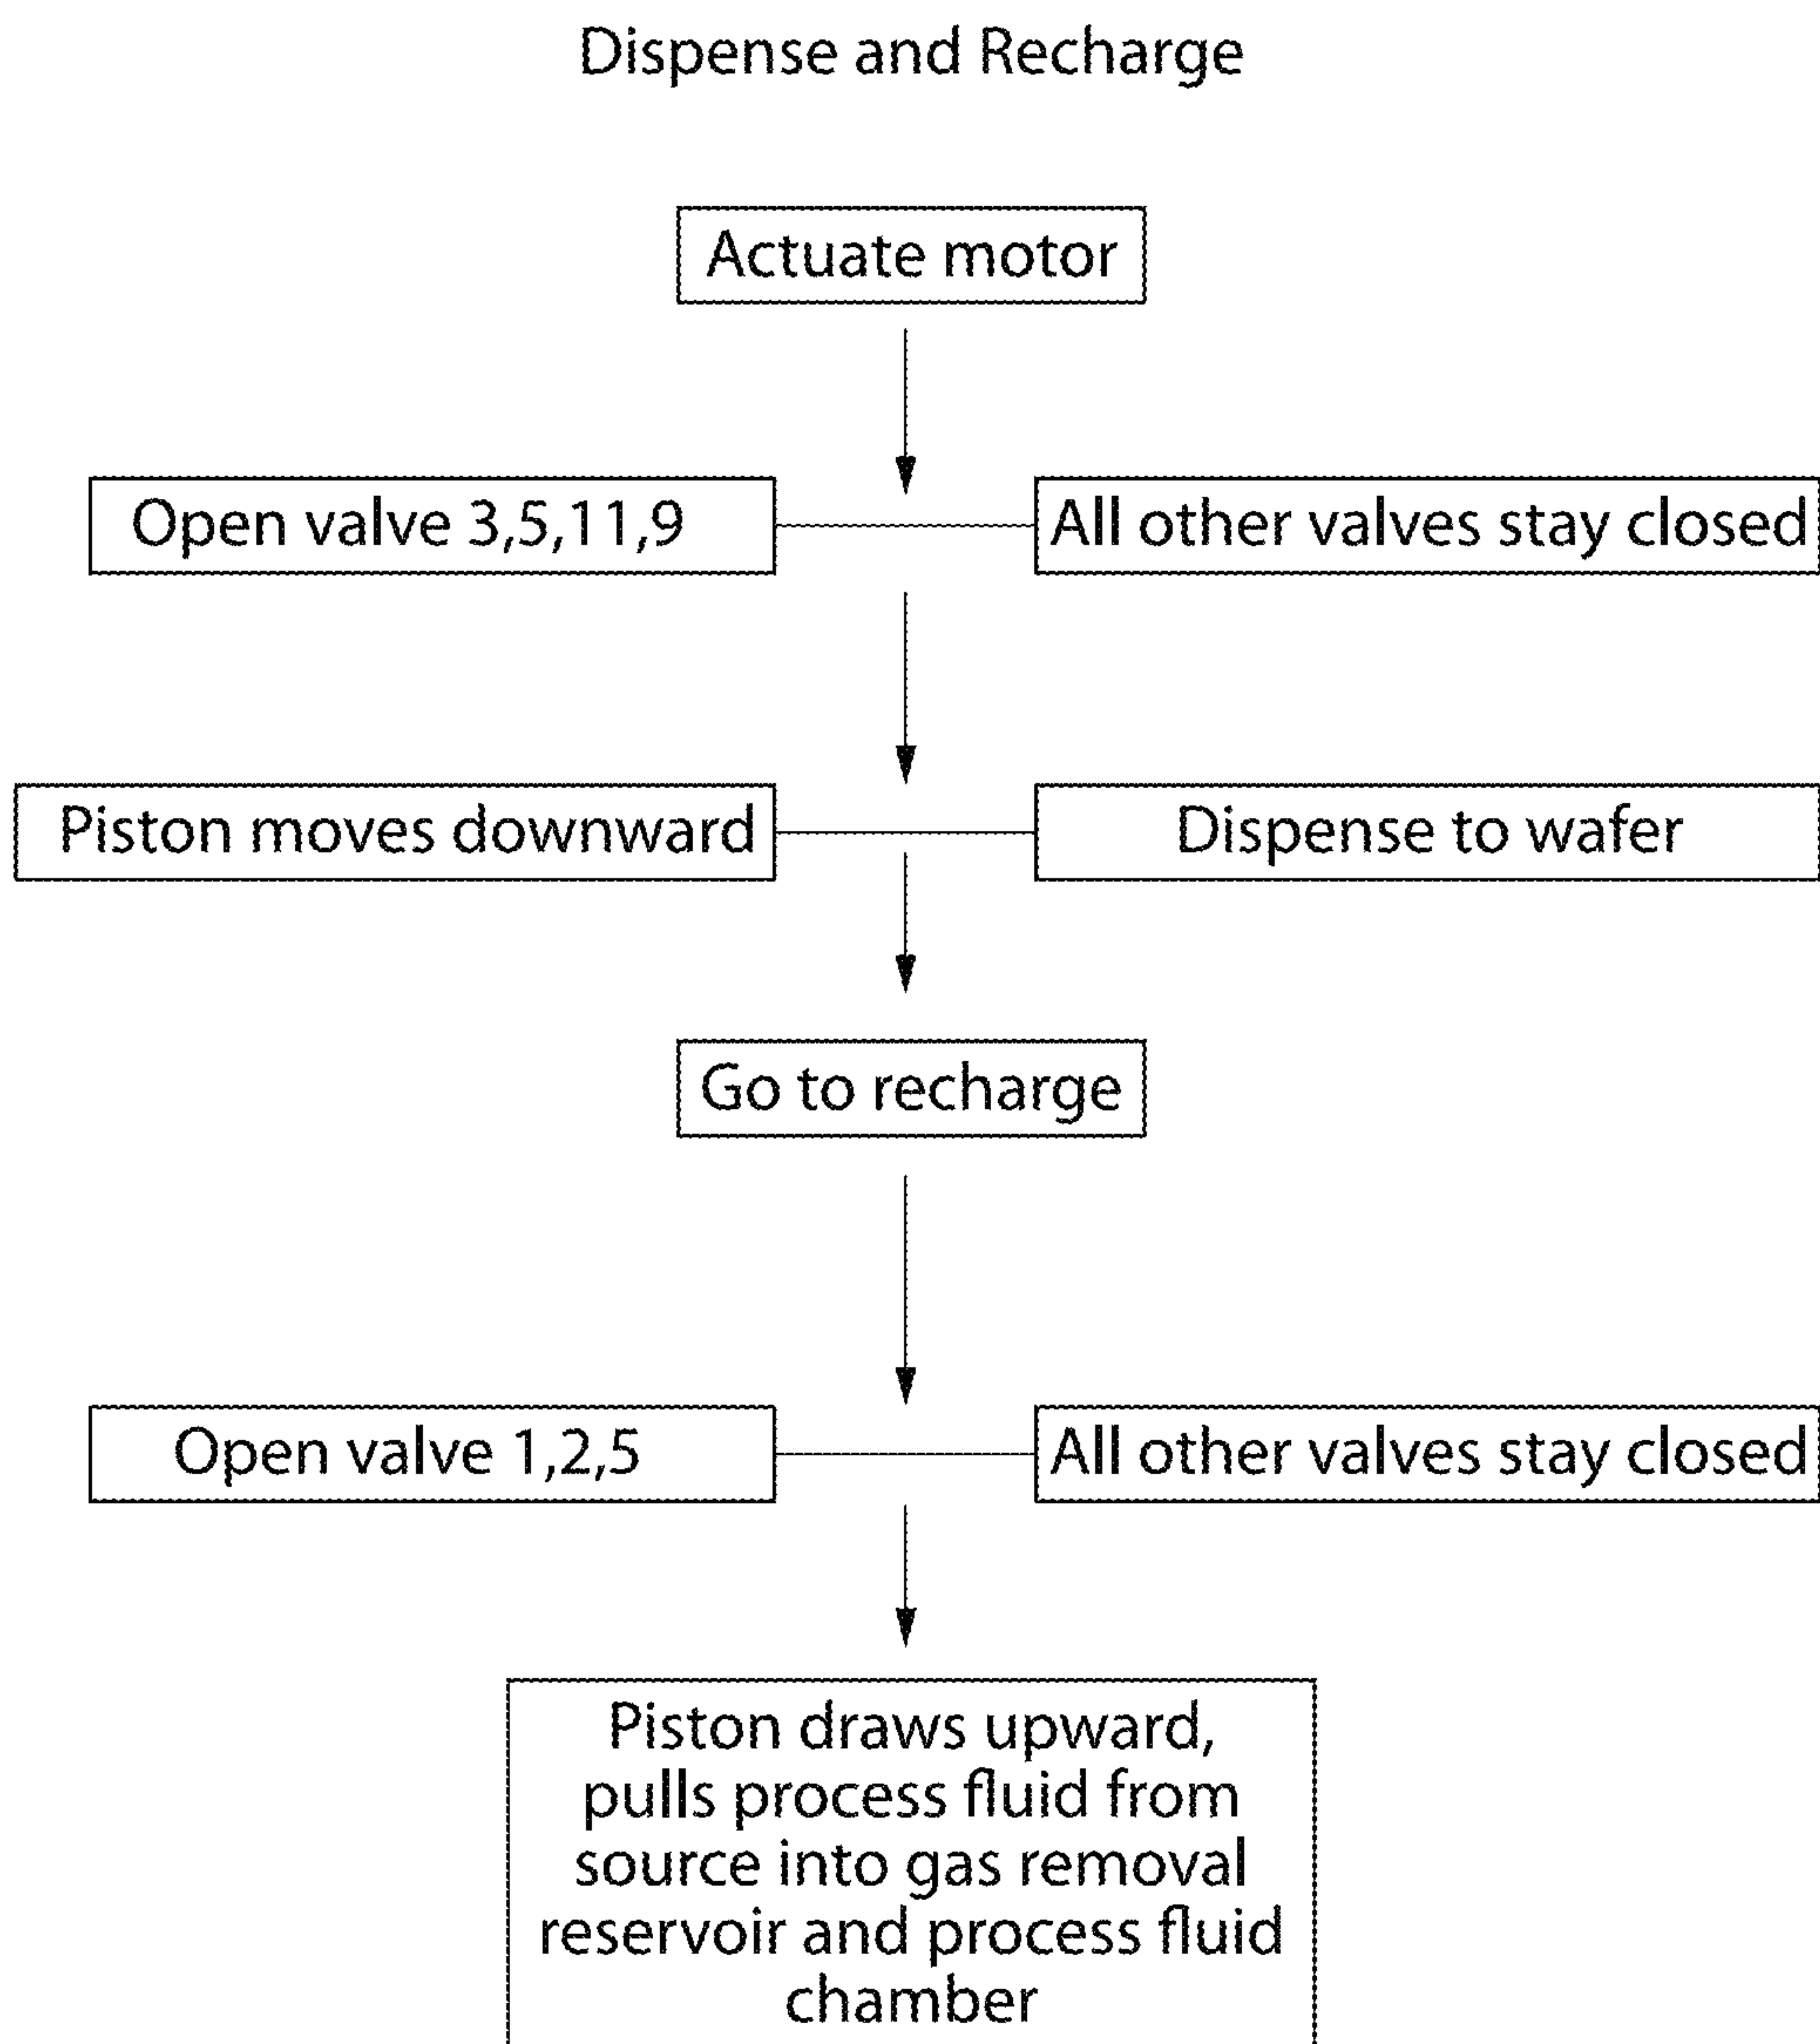 Dispense and Recharge
Actuate motor
Open valve 3,5,11,9
All other valves stay closed
Piston moves downward
Dispense to wafer
Go to recharge
Open valve 1,2,5
All other valves stay closed
Piston draws upward,
pulls process fluid from
source into gas removal
reservoir and process fluid
chamber